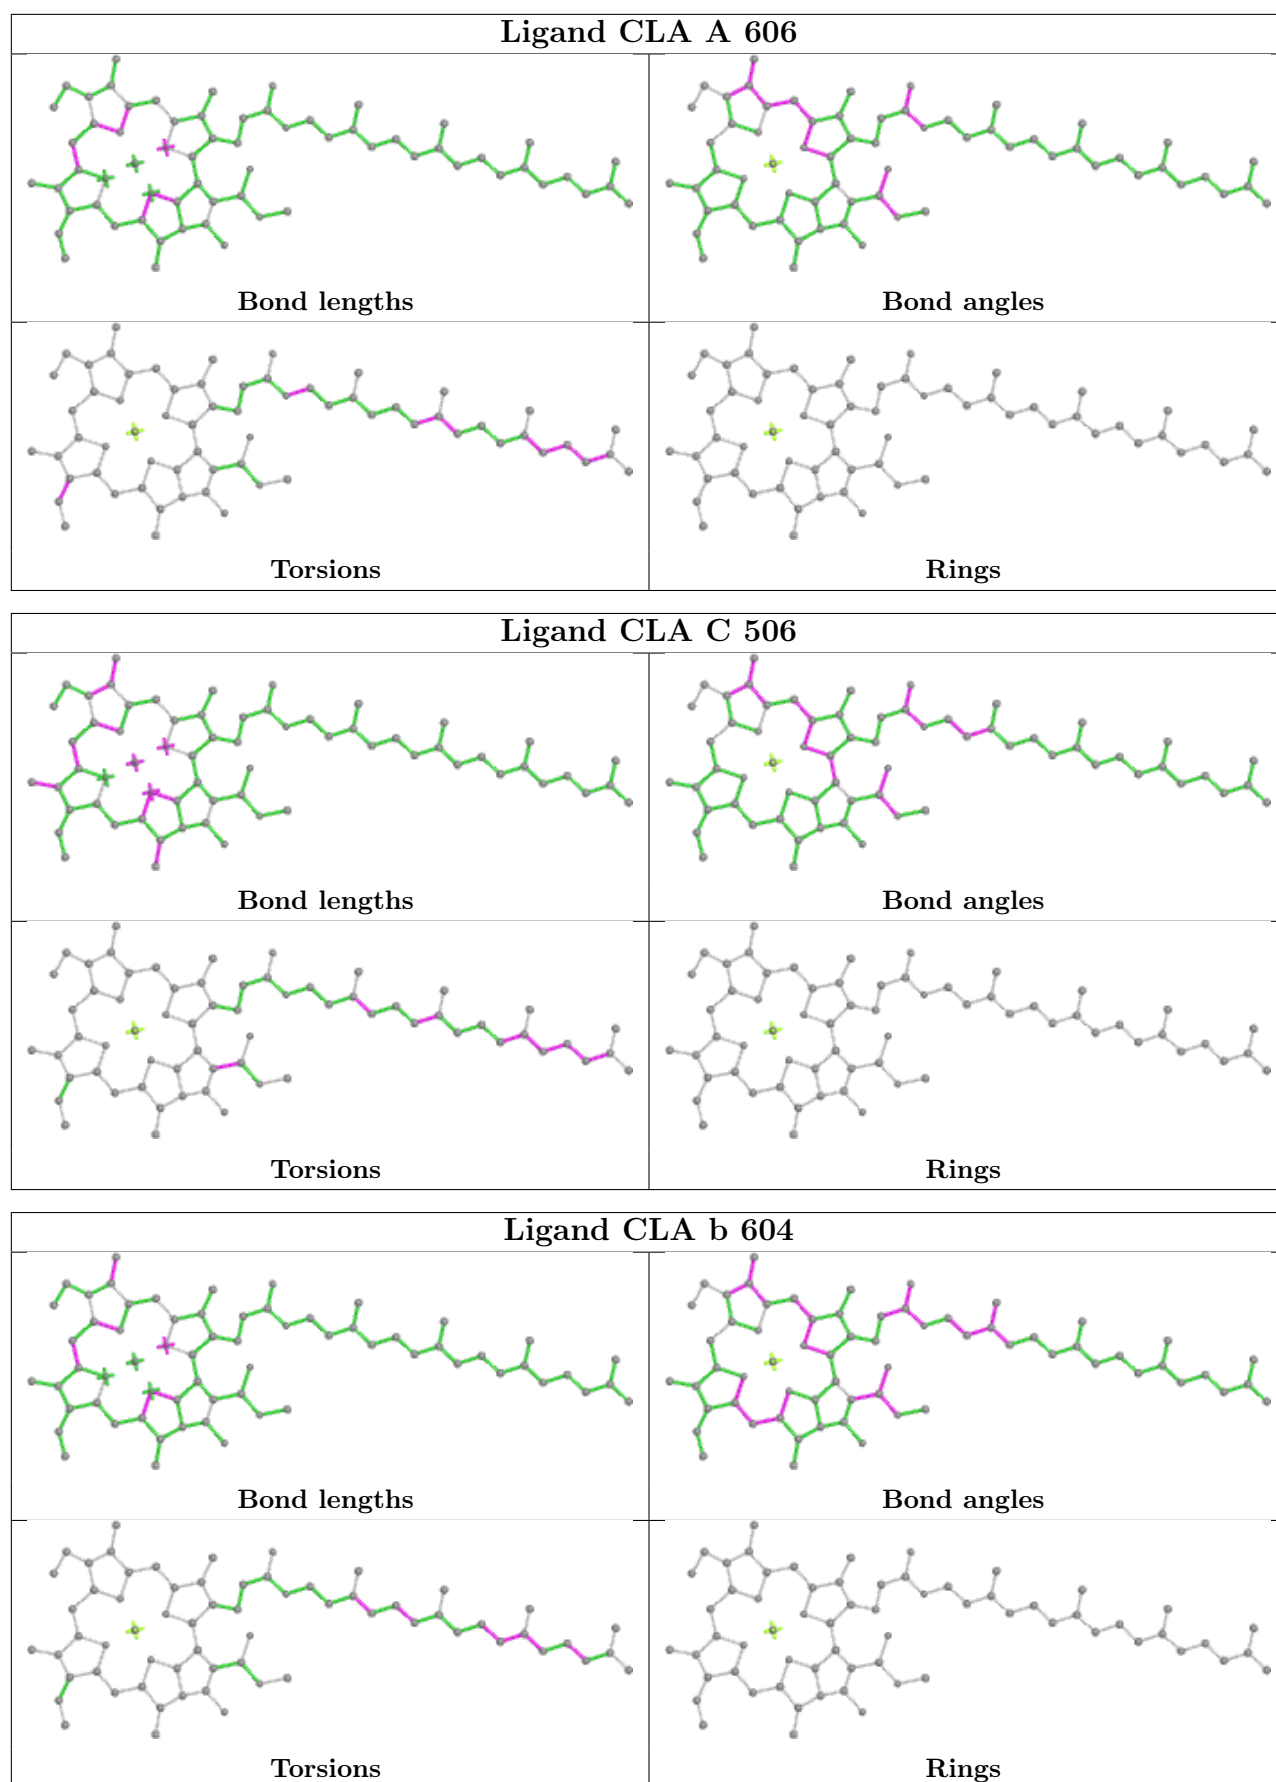 Ligand CLA A 606
Bond lengths
Bond angles
Torsions
Rings
Ligand CLA C 506
Bond lengths
Bond angles
Torsions
Rings
Ligand CLA b 604
Bond lengths
Bond angles
Torsions
Rings